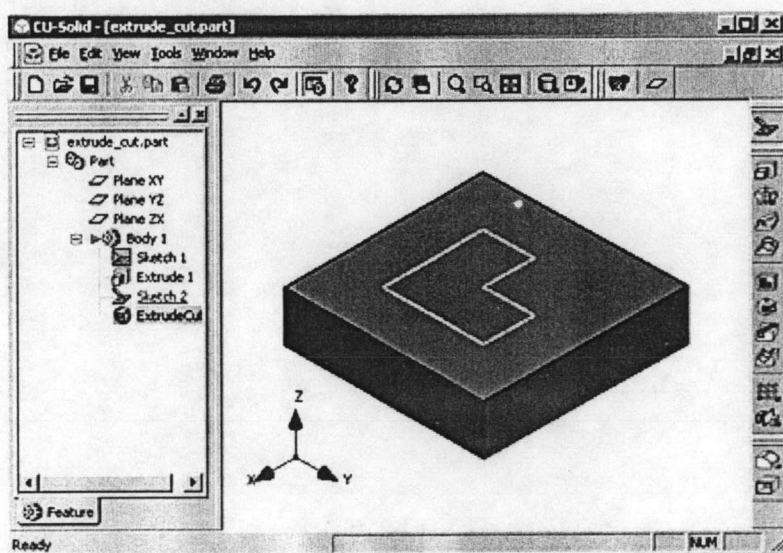 CU-Solid - [extrude_cut.part]
File Edit View Tools Window Help
extrude_cut.part
Part
Plane XY
Plane YZ
Plane ZX
Body 1
Sketch 1
Extrude 1
Sketch 2
ExtrudeCut
Z
X
Y
Feature
Ready
NUM